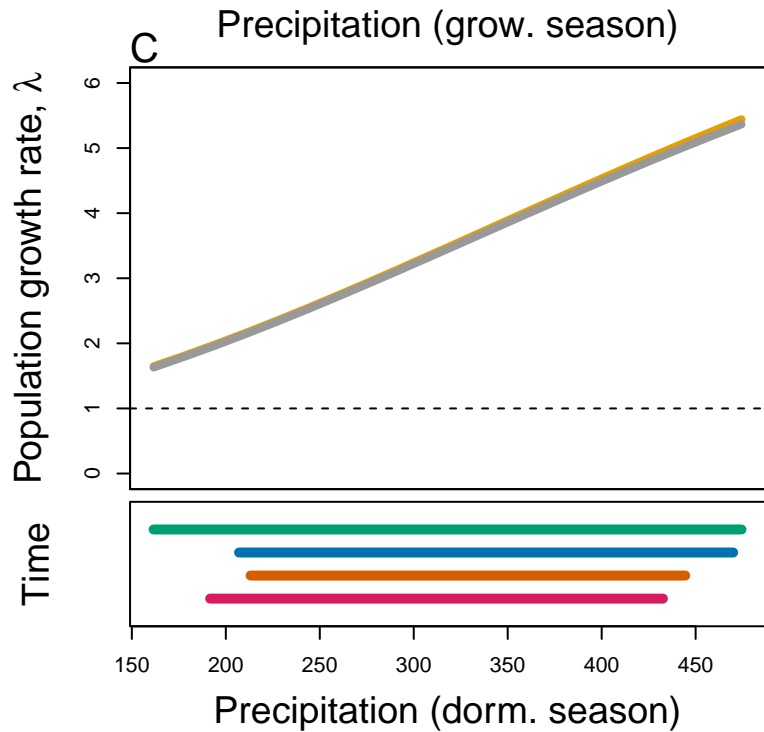 Precipitation (grow. season)
C
Population growth rate, λ
6
5
4
3
2
1
0
Time
150 200 250 300 350 400 450
Precipitation (dorm. season)